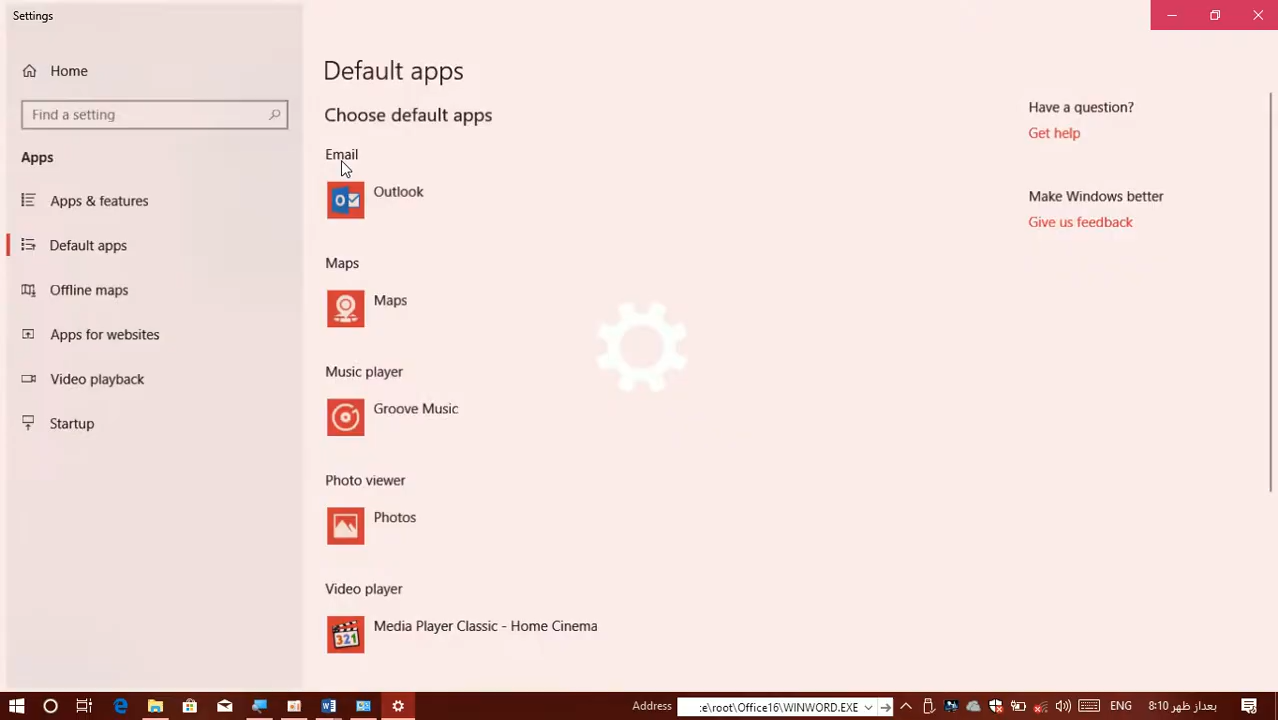 Settings
Home
Find a setting
Apps
Apps & features
Default apps
Offline maps
Apps for websites
Video playback
Startup
Default apps
Choose default apps
Email
Outlook
Maps
Maps
Music player
Groove Music
Photo viewer
Photos
Video player
321
Media Player Classic - Home Cinema
Have a question?
Get help
Make Windows better
Give us feedback
Address
:e\root\Office16\WINWORD.EXE
ENG
8:10 بعداز ظهر